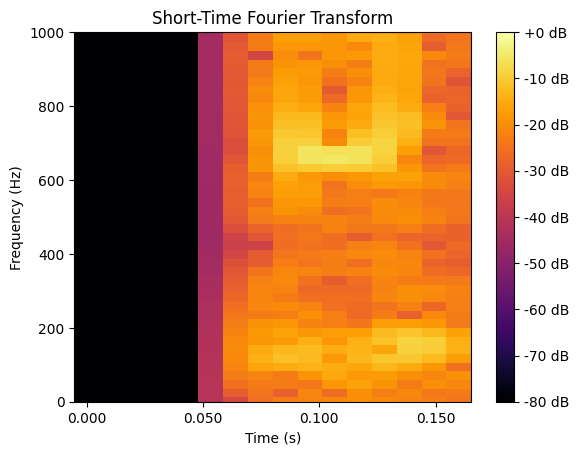 Short-Time Fourier Transform
1000
800
600
400
200
0
Frequency (Hz)
0.000
0.050
0.100
0.150
Time (s)
+0 dB
-10 dB
-20 dB
-30 dB
-40 dB
-50 dB
-60 dB
-70 dB
-80 dB